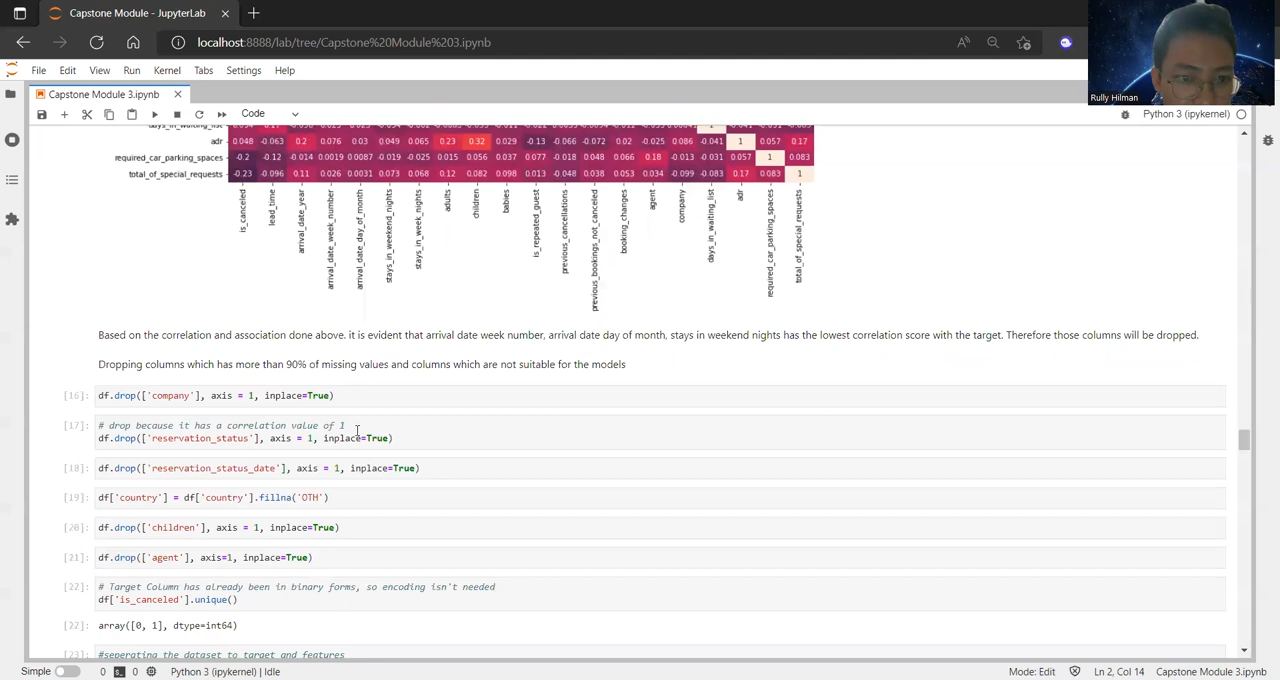 Capstone Module - JupyterLab
localhost:8888/lab/tree/Capstone%20Module%203.ipynb
Rully Hilman
File Edit View Run Kernel Tabs Settings Help
Capstone Module 3.ipynb
Code
Python 3 (ipykernel)
adr 0.048 -0.063 0.2 0.076 0.03 0.049 0.065 0.23 0.32 0.029 -0.13 -0.066 -0.072 0.02 -0.025 0.086 -0.041 1 0.057 0.17
required_car_parking_spaces -0.2 -0.12 -0.014 0.0019 0.0087 -0.019 -0.025 0.015 0.056 0.037 0.077 -0.018 0.048 0.066 0.18 -0.013 -0.031 0.057 1 0.083
total_of_special_requests -0.23 -0.096 0.11 0.026 0.0031 0.073 0.068 0.12 0.082 0.098 0.013 -0.048 0.038 0.053 0.034 -0.099 -0.083 0.17 0.083 1
is_canceled
lead_time
arrival_date_year
arrival_date_week_number
arrival_date_day_of_month
stays_in_weekend_nights
stays_in_week_nights
adults
children
babies
is_repeated_guest
previous_cancellations
previous_bookings_not_canceled
booking_changes
agent
company
days_in_waiting_list
adr
required_car_parking_spaces
total_of_special_requests
Based on the correlation and association done above. it is evident that arrival date week number, arrival date day of month, stays in weekend nights has the lowest correlation score with the target. Therefore those columns will be dropped.
Dropping columns which has more than 90% of missing values and columns which are not suitable for the models
[16]: df.drop(['company'], axis = 1, inplace=True)
[17]: # drop because it has a correlation value of 1
df.drop(['reservation_status'], axis = 1, inplace=True)
[18]: df.drop(['reservation_status_date'], axis = 1, inplace=True)
[19]: df['country'] = df['country'].fillna('OTH')
[20]: df.drop(['children'], axis = 1, inplace=True)
[21]: df.drop(['agent'], axis=1, inplace=True)
[22]: # Target Column has already been in binary forms, so encoding isn't needed
df['is_canceled'].unique()
[22]: array([0, 1], dtype=int64)
[23]: #seperating the dataset to target and features
Simple 0 0 Python 3 (ipykernel) | Idle Mode: Edit Ln 2, Col 14 Capstone Module 3.ipynb